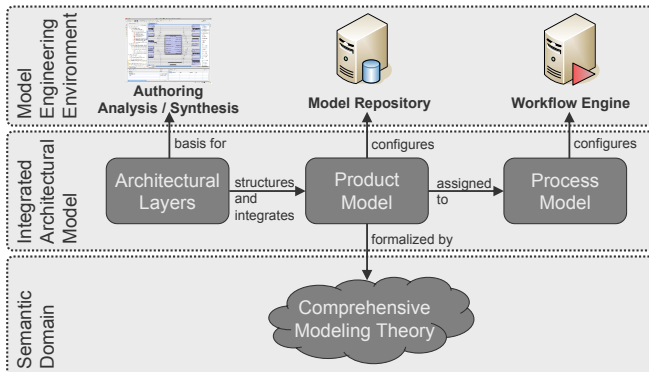 Model
Engineering
Environment
Authoring
Analysis / Synthesis
Model Repository
Workflow Engine
basis for
configures
configures
Integrated
Architectural
Model
Architectural
Layers
structures
and
integrates
Product
Model
assigned
to
Process
Model
formalized by
Semantic
Domain
Comprehensive
Modeling Theory